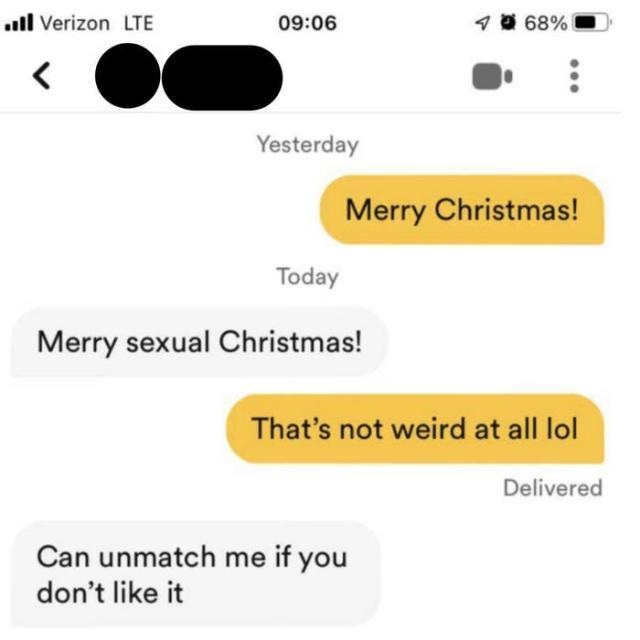 Verizon LTE 09:06 68%
Yesterday
Merry Christmas!
Today
Merry sexual Christmas!
That's not weird at all lol
Delivered
Can unmatch me if you
don't like it